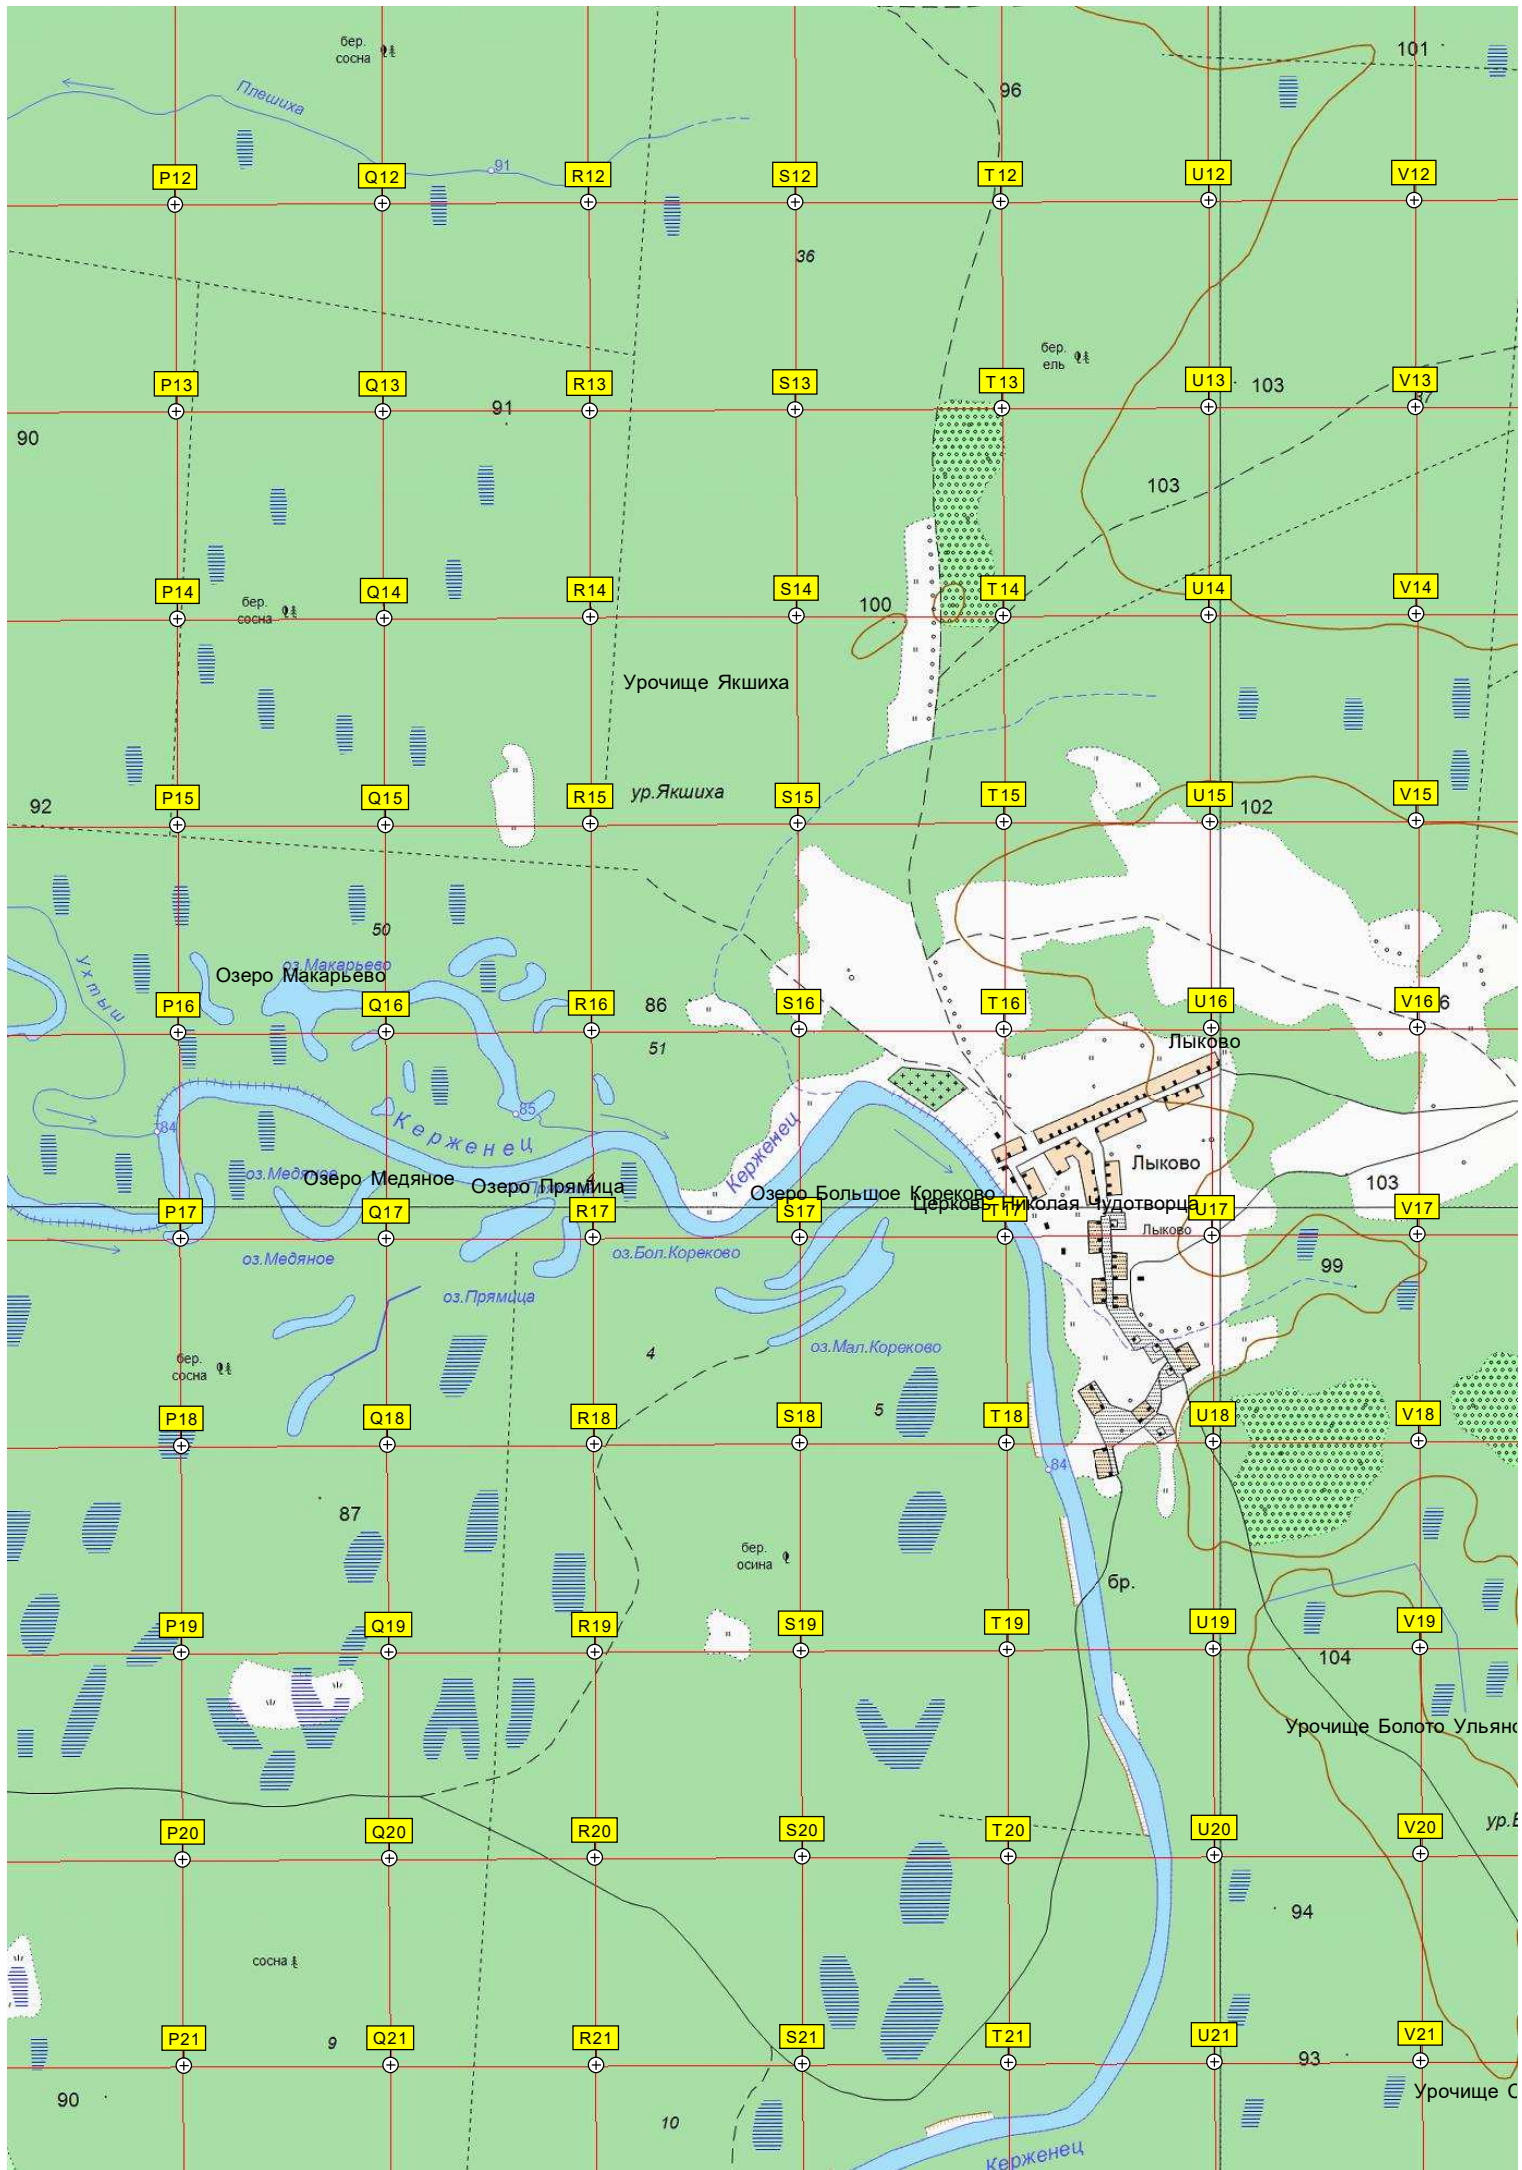 бер.
сосна
101
Плешиха
96
91
P12
Q12
R12
S12
T12
U12
V12
36
бер.
ель
P13
Q13
R13
S13
T13
U13
103
V13
91
90
103
P14
бер.
сосна
Q14
R14
S14
100
T14
U14
V14
Урочище Якшиха
92
P15
Q15
R15
ур.Якшиха
S15
T15
U15
102
V15
50
оз.Макарьево
Озеро Макарьево
Ухтыш
P16
Q16
R16
86
S16
T16
U16
V16
6
51
Лыково
85
84
Керженец
Керженец
Лыково
оз.Медяное
Озеро Медяное
Озеро Прямица
Озеро Большое Кореково
103
Церковь Николая Чудотворца
P17
Q17
R17
S17
T17
U17
V17
Лыково
оз.Медяное
оз.Бол.Кореково
99
оз.Прямица
оз.Мал.Кореково
4
бер.
сосна
5
P18
Q18
R18
S18
T18
U18
V18
84
87
бер.
осина
бр.
P19
Q19
R19
S19
T19
U19
V19
104
Урочище Болото Ульяно
P20
Q20
R20
S20
T20
U20
V20
94
сосна
P21
9
Q21
R21
S21
T21
U21
V21
93
90
10
Урочище С
Керженец